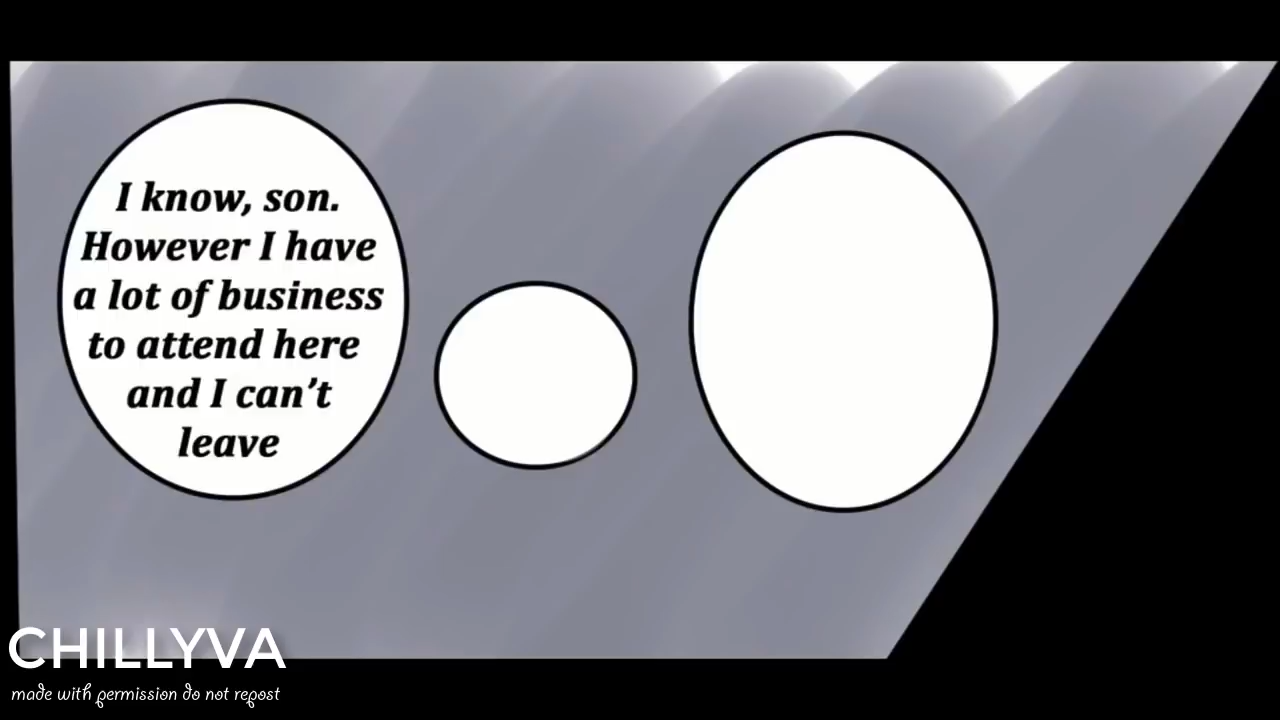 I know, son.
However I have
a lot of business
to attend here
and I can't
leave
CHILLYVA
made with permission do not repost